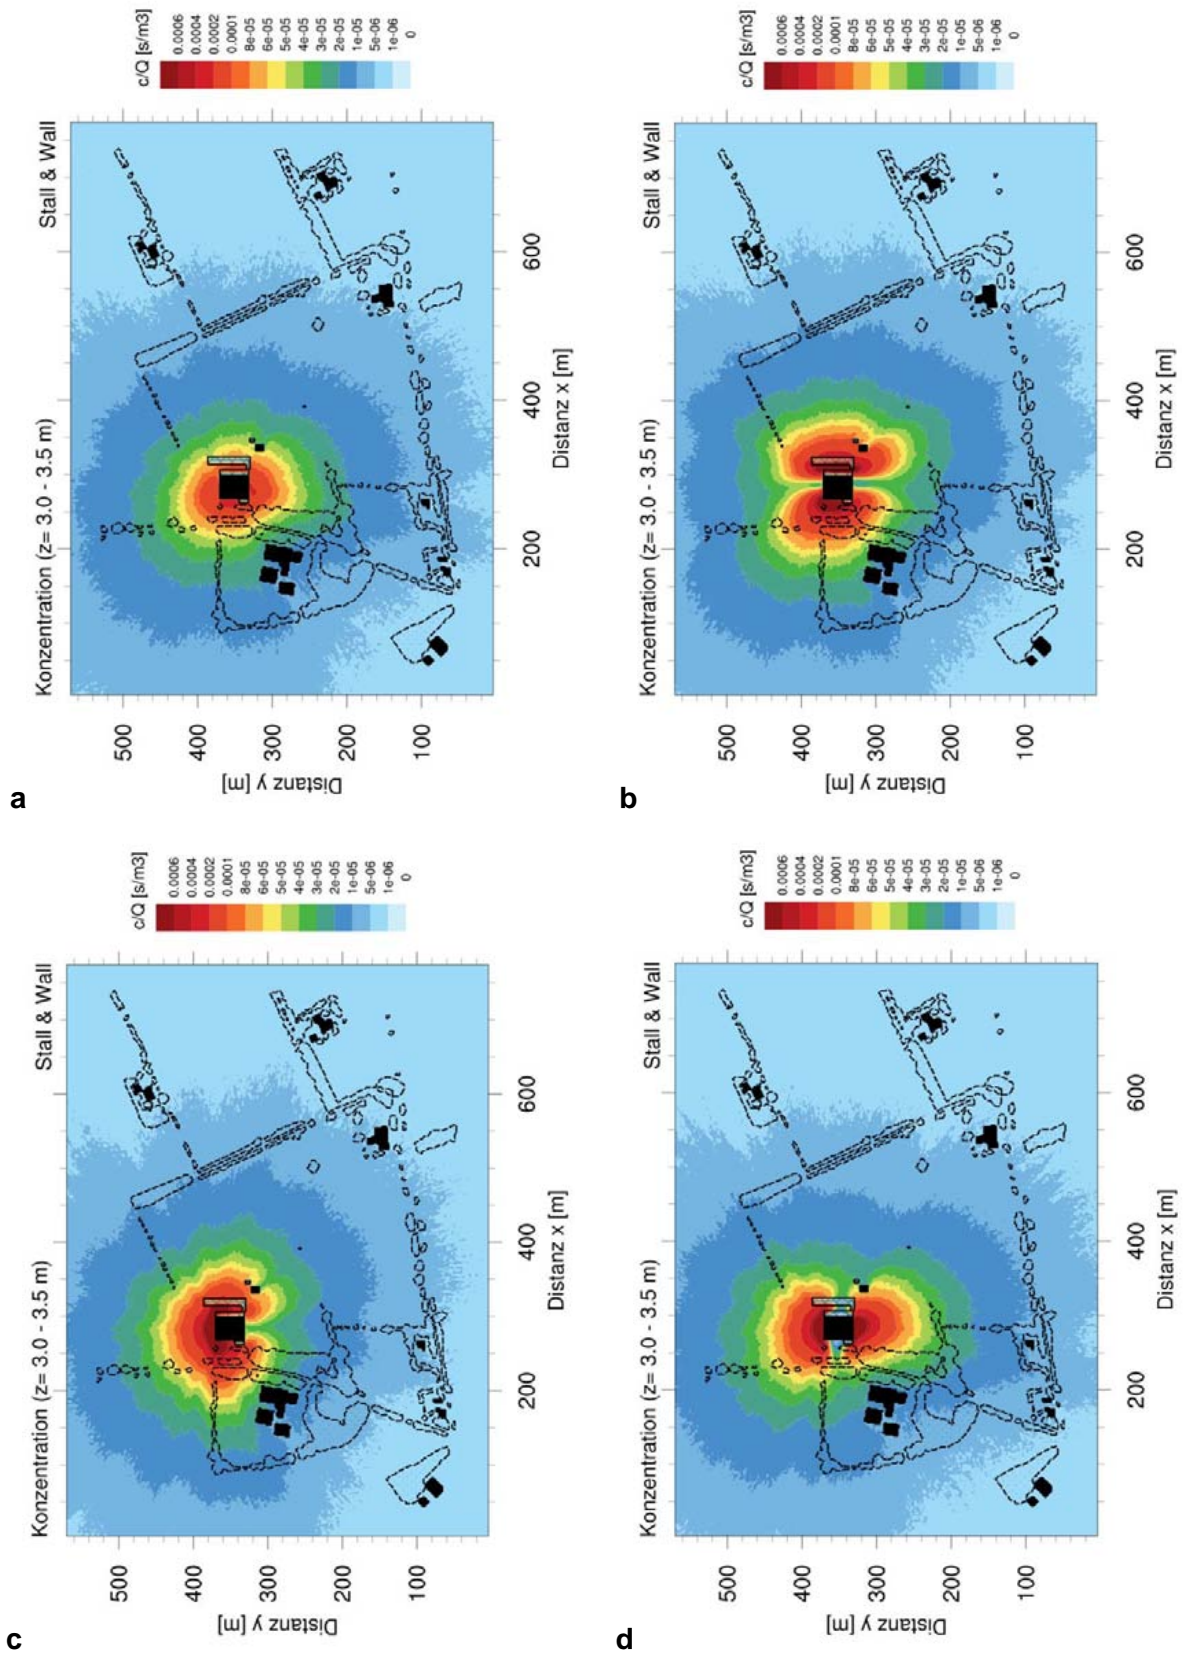 a
Konzentration (z= 3.0 - 3.5 m)
Stall & Wall
c/Q [s/m3]
0.0006
0.0004
0.0002
0.0001
8e-05
6e-05
5e-05
4e-05
3e-05
2e-05
1e-05
5e-06
1e-06
0
Distanz y [m]
500
400
300
200
100
200
400
600
Distanz x [m]
b
Konzentration (z= 3.0 - 3.5 m)
Stall & Wall
c/Q [s/m3]
0.0006
0.0004
0.0002
0.0001
8e-05
6e-05
5e-05
4e-05
3e-05
2e-05
1e-05
5e-06
1e-06
0
Distanz y [m]
500
400
300
200
100
200
400
600
Distanz x [m]
c
Konzentration (z= 3.0 - 3.5 m)
Stall & Wall
c/Q [s/m3]
0.0006
0.0004
0.0002
0.0001
8e-05
6e-05
5e-05
4e-05
3e-05
2e-05
1e-05
5e-06
1e-06
0
Distanz y [m]
500
400
300
200
100
200
400
600
Distanz x [m]
d
Konzentration (z= 3.0 - 3.5 m)
Stall & Wall
c/Q [s/m3]
0.0006
0.0004
0.0002
0.0001
8e-05
6e-05
5e-05
4e-05
3e-05
2e-05
1e-05
5e-06
1e-06
0
Distanz y [m]
500
400
300
200
100
200
400
600
Distanz x [m]